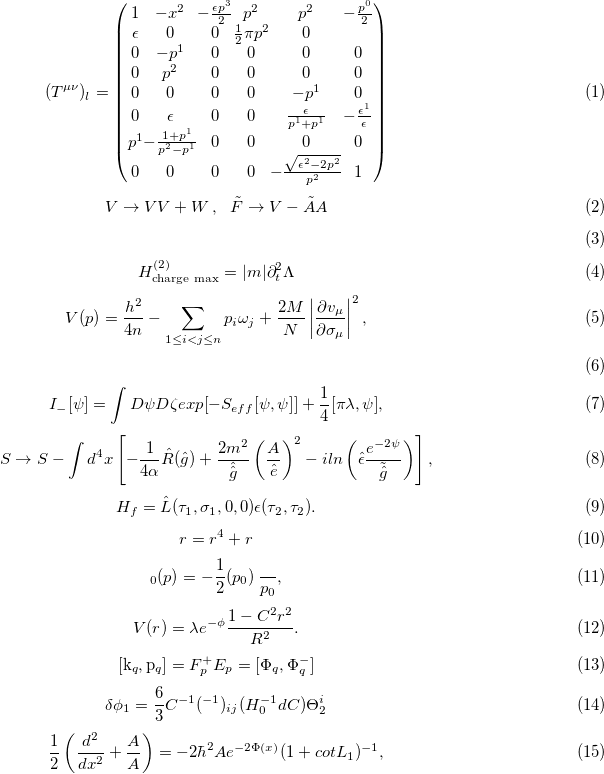 (T^{\mu\nu})_l = \begin{pmatrix} 1 & -x^2 & -\frac{\epsilon p^3}{2} & p^2 & p^2 & -\frac{p^0}{2} \\ \epsilon & 0 & 0 & \frac{1}{2}\pi p^2 & 0 & \\ 0 & -p^1 & 0 & 0 & 0 & 0 \\ 0 & p^2 & 0 & 0 & 0 & 0 \\ 0 & 0 & 0 & 0 & -p^1 & 0 \\ 0 & \epsilon & 0 & 0 & \frac{\epsilon}{p^1+p^1} & -\frac{\epsilon^1}{\epsilon} \\ p^1 & -\frac{1+p^1}{p^2-p^1} & 0 & 0 & 0 & 0 \\ 0 & 0 & 0 & 0 & -\frac{\sqrt{\epsilon^2-2p^2}}{p^2} & 1 \end{pmatrix} (1)
V \to VV + W\,, \;\; \tilde{F} \to V - \tilde{A}A (2)
(3)
H^{(2)}_{\text{charge max}} = |m|\partial_t^2 \Lambda (4)
V(p) = \frac{h^2}{4n} - \sum_{1 \le i < j \le n} p_i \omega_j + \frac{2M}{N} \left| \frac{\partial v_\mu}{\partial \sigma_\mu} \right|^2 , (5)
(6)
I_-[\psi] = \int D\psi D\zeta exp[-S_{eff}[\psi,\psi]] + \frac{1}{4}[\pi\lambda,\psi], (7)
S \to S - \int d^4x \left[ -\frac{1}{4\alpha}\hat{R}(\hat{g}) + \frac{2m^2}{\hat{\hat{g}}} \left( \frac{A}{\hat{e}} \right)^2 - iln \left( \hat{\epsilon} \frac{e^{-2\psi}}{\tilde{\hat{g}}} \right) \right] , (8)
H_f = \hat{L}(\tau_1, \sigma_1, 0, 0)\epsilon(\tau_2, \tau_2). (9)
r = r^4 + r (10)
_0(p) = -\frac{1}{2}(p_0) \frac{}{p_0}, (11)
V(r) = \lambda e^{-\phi} \frac{1 - C^2r^2}{R^2}. (12)
[\mathrm{k}_q, \mathrm{p}_q] = F_p^+ E_p = [\Phi_q, \Phi_q^-] (13)
\delta\phi_1 = \frac{6}{3} C^{-1} (^{-1})_{ij} (H_0^{-1} dC) \Theta_2^i (14)
\frac{1}{2} \left( \frac{d^2}{dx^2} + \frac{A}{A} \right) = -2\hbar^2 A e^{-2\Phi(x)} (1 + cotL_1)^{-1}, (15)